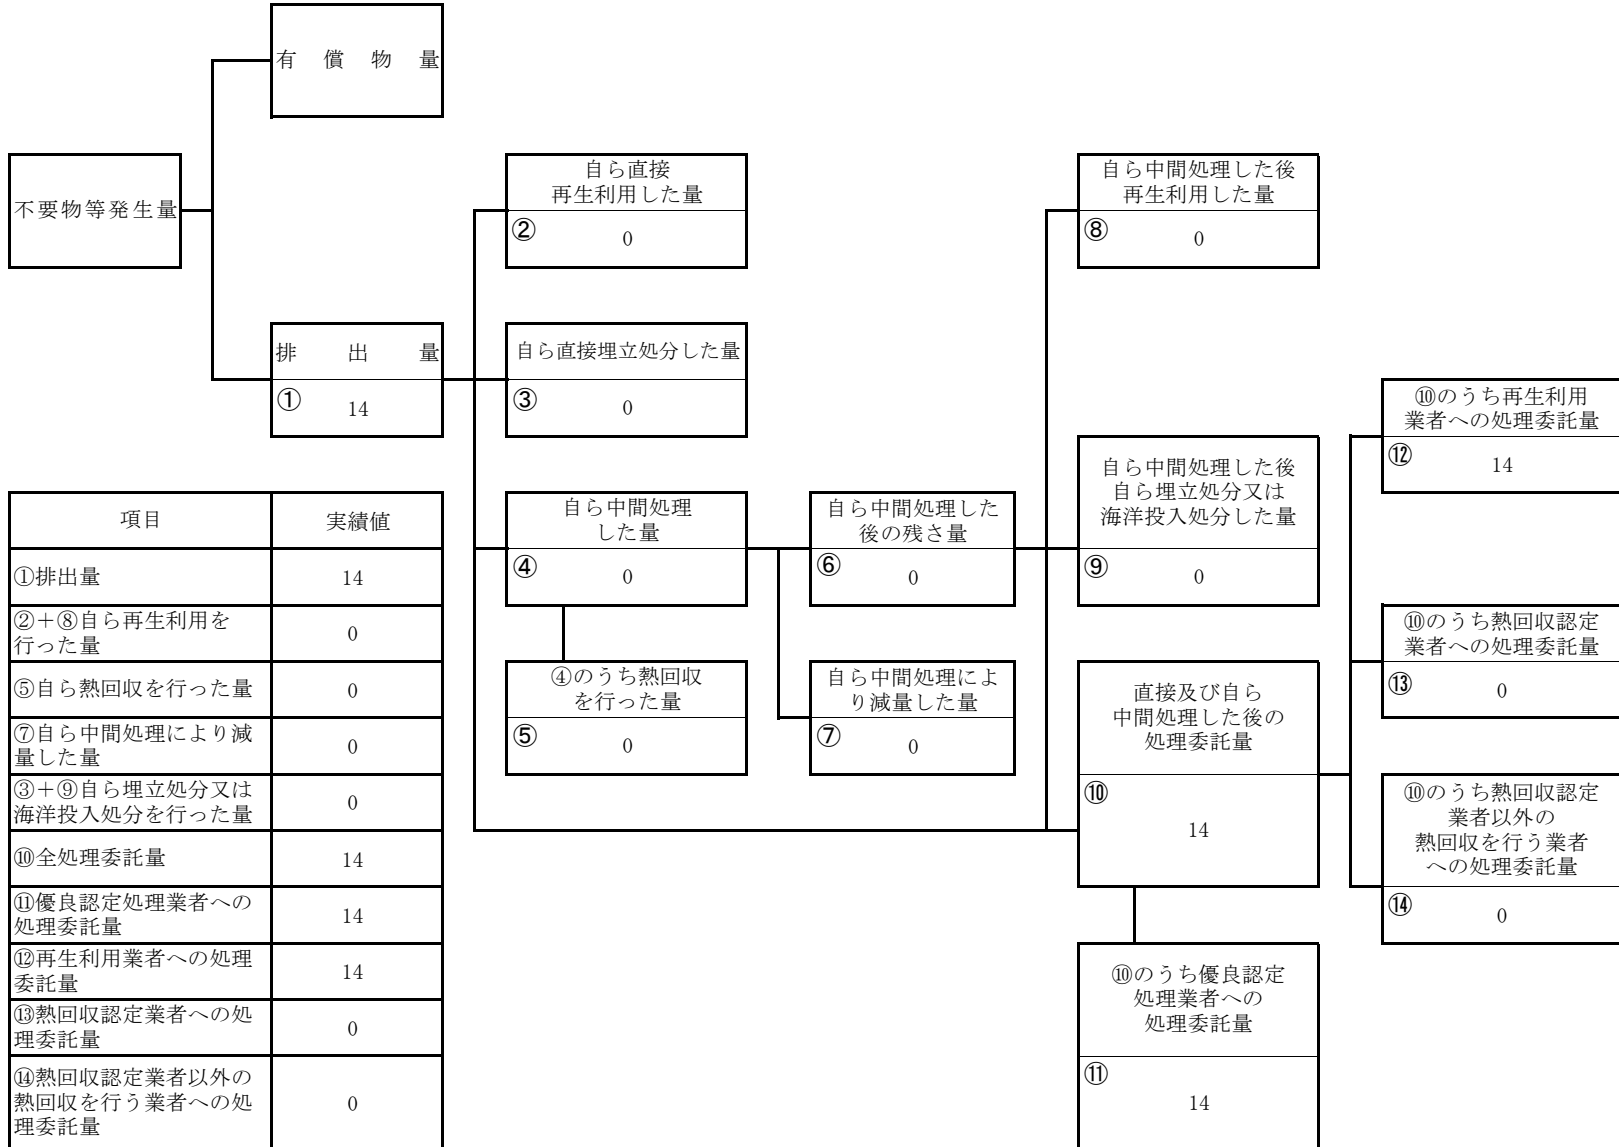 有償物量
不要物等発生量
排出量
①
14
自ら直接
再生利用した量
②
0
自ら直接埋立処分した量
③
0
自ら中間処理
した量
④
0
④のうち熱回収
を行った量
⑤
0
自ら中間処理した
後の残さ量
⑥
0
自ら中間処理によ
り減量した量
⑦
0
自ら中間処理した後
再生利用した量
⑧
0
自ら中間処理した後
自ら埋立処分又は
海洋投入処分した量
⑨
0
直接及び自ら
中間処理した後の
処理委託量
⑩
14
⑩のうち優良認定
処理業者への
処理委託量
⑪
14
⑩のうち再生利用
業者への処理委託量
⑫
14
⑩のうち熱回収認定
業者への処理委託量
⑬
0
⑩のうち熱回収認定
業者以外の
熱回収を行う業者
への処理委託量
⑭
0
項目 実績値
①排出量 14
②＋⑧自ら再生利用を
行った量 0
⑤自ら熱回収を行った量 0
⑦自ら中間処理により減
量した量 0
③＋⑨自ら埋立処分又は
海洋投入処分を行った量 0
⑩全処理委託量 14
⑪優良認定処理業者への
処理委託量 14
⑫再生利用業者への処理
委託量 14
⑬熱回収認定業者への処
理委託量 0
⑭熱回収認定業者以外の
熱回収を行う業者への処 0
理委託量